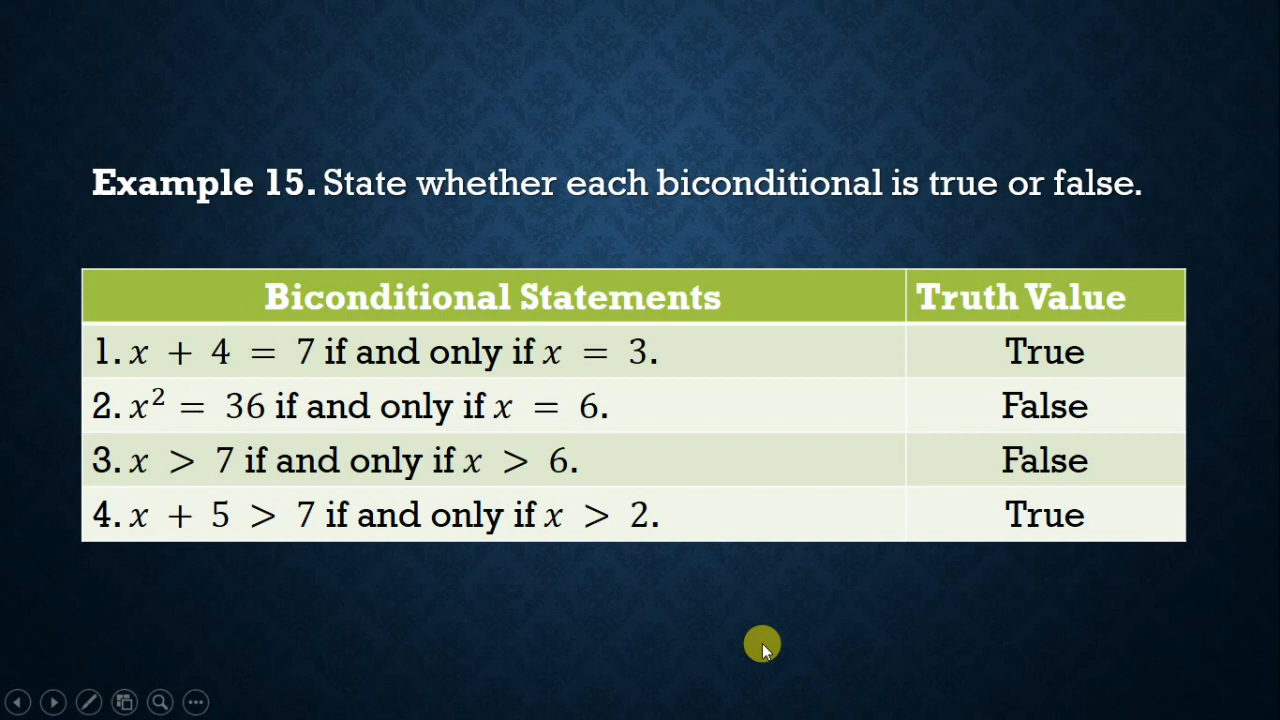 Example 15. State whether each biconditional is true or false.
Biconditional Statements Truth Value
1. x + 4 = 7 if and only if x = 3. True
2. x² = 36 if and only if x = 6. False
3. x > 7 if and only if x > 6. False
4. x + 5 > 7 if and only if x > 2. True